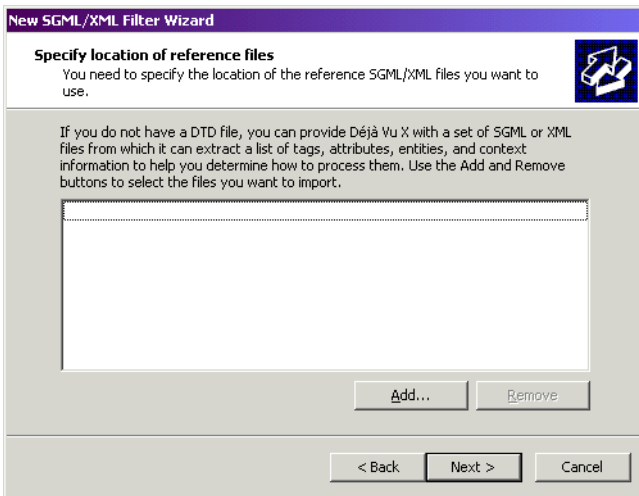 New SGML/XML Filter Wizard
Specify location of reference files
You need to specify the location of the reference SGML/XML files you want to
use.
If you do not have a DTD file, you can provide Déjà Vu X with a set of SGML or XML
files from which it can extract a list of tags, attributes, entities, and context
information to help you determine how to process them. Use the Add and Remove
buttons to select the files you want to import.
Add...
Remove
< Back
Next >
Cancel